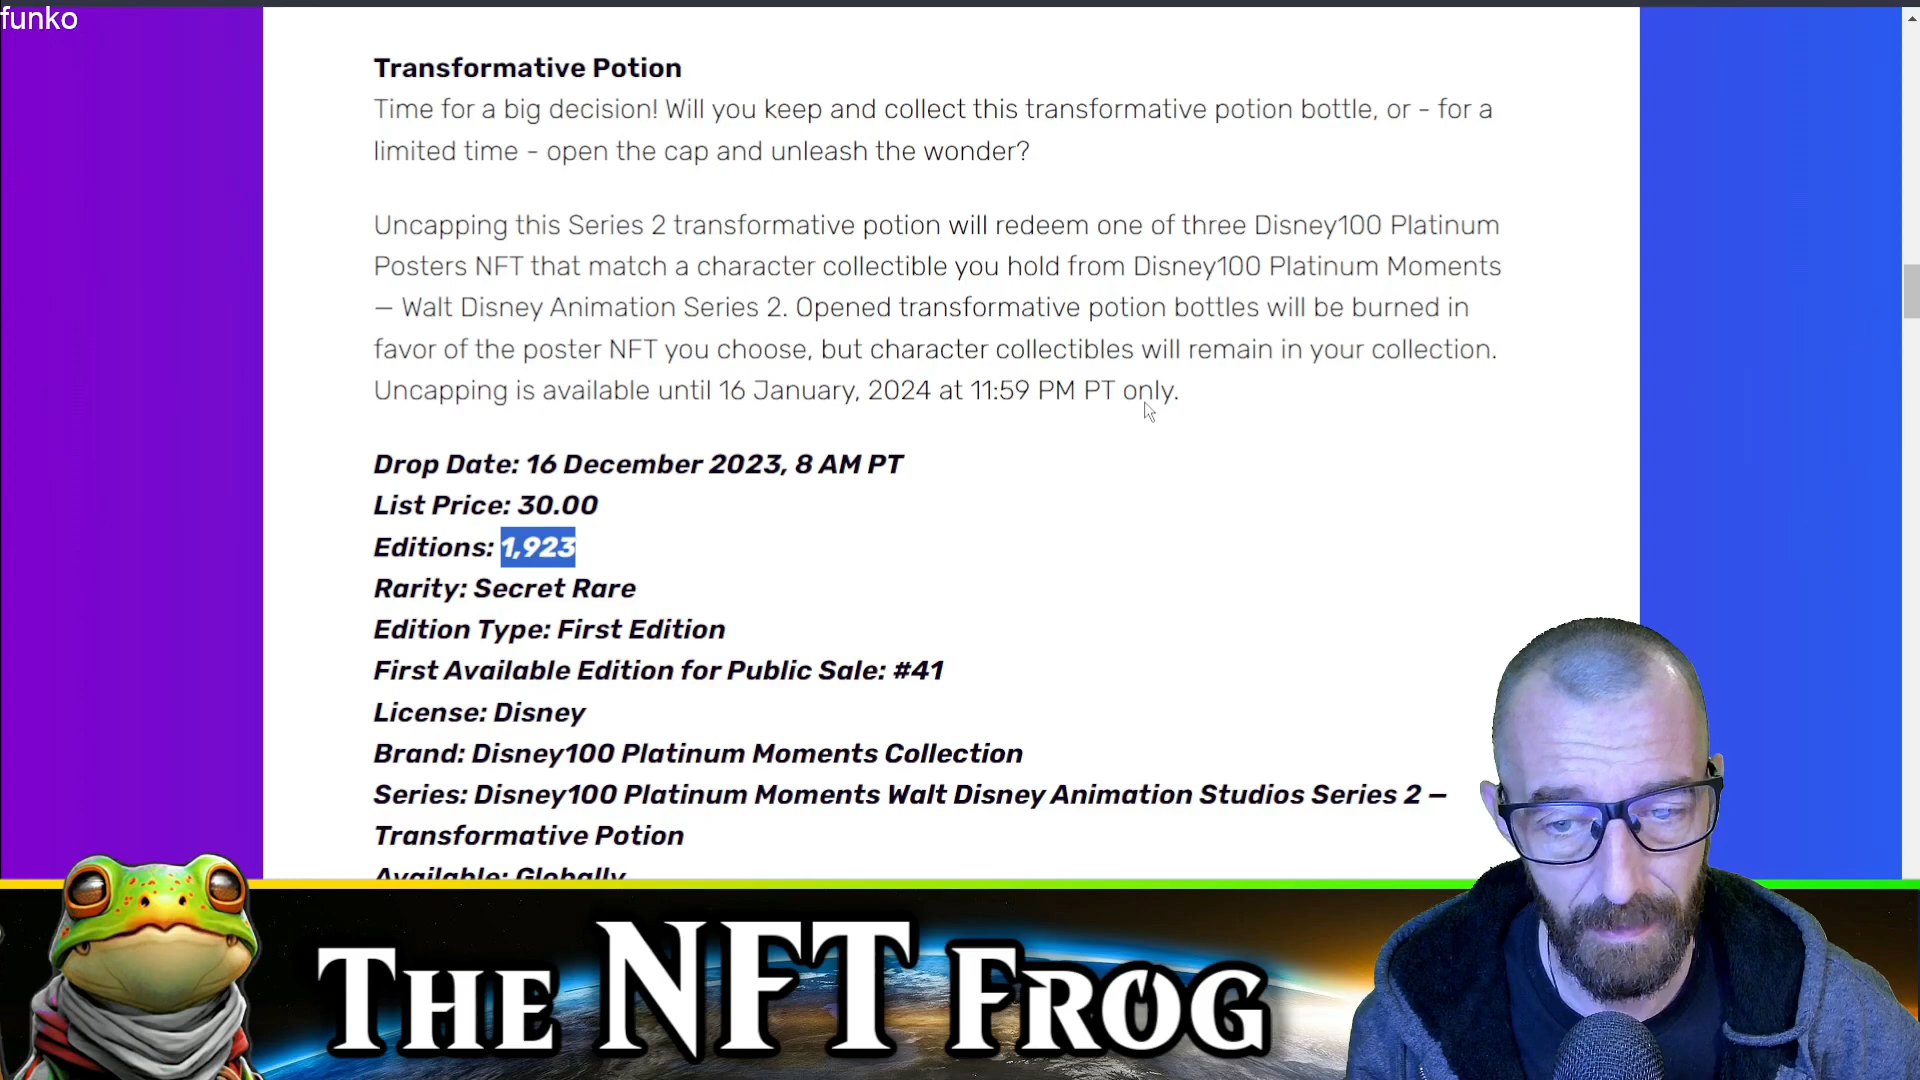 funko
Transformative Potion
Time for a big decision! Will you keep and collect this transformative potion bottle, or - for a
limited time - open the cap and unleash the wonder?
Uncapping this Series 2 transformative potion will redeem one of three Disney100 Platinum
Posters NFT that match a character collectible you hold from Disney100 Platinum Moments
— Walt Disney Animation Series 2. Opened transformative potion bottles will be burned in
favor of the poster NFT you choose, but character collectibles will remain in your collection.
Uncapping is available until 16 January, 2024 at 11:59 PM PT only.
Drop Date: 16 December 2023, 8 AM PT
List Price: 30.00
Editions: 1,923
Rarity: Secret Rare
Edition Type: First Edition
First Available Edition for Public Sale: #41
License: Disney
Brand: Disney100 Platinum Moments Collection
Series: Disney100 Platinum Moments Walt Disney Animation Studios Series 2 —
Transformative Potion
Available: Globally
THE NFT FROG